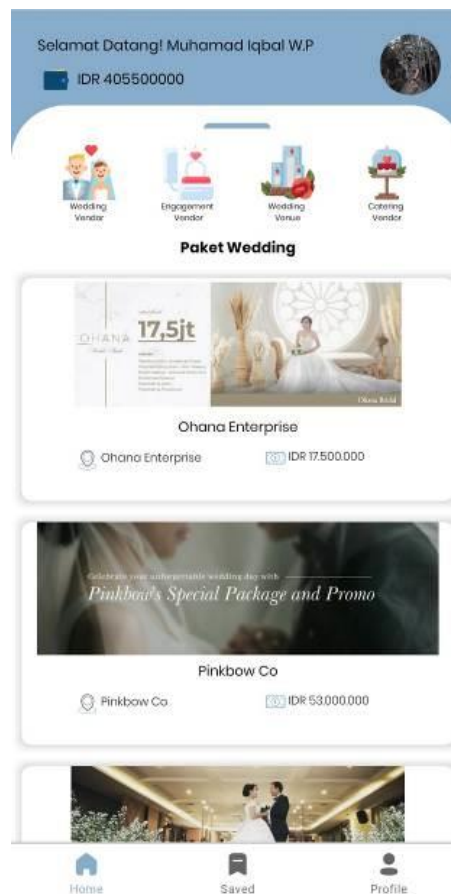 Selamat Datang! Muhamad Iqbal W.P
IDR 405500000
Wedding Vendor
Engagement Vendor
Wedding Venue
Catering Vendor
Paket Wedding
OHANA
17,5jt
Ohana Bridal
Ohana Enterprise
Ohana Enterprise
IDR 17.500.000
Celebrate your unforgettable wedding day with
Pinkbow's Special Package and Promo
Pinkbow Co
Pinkbow Co
IDR 53.000.000
Home
Saved
Profile